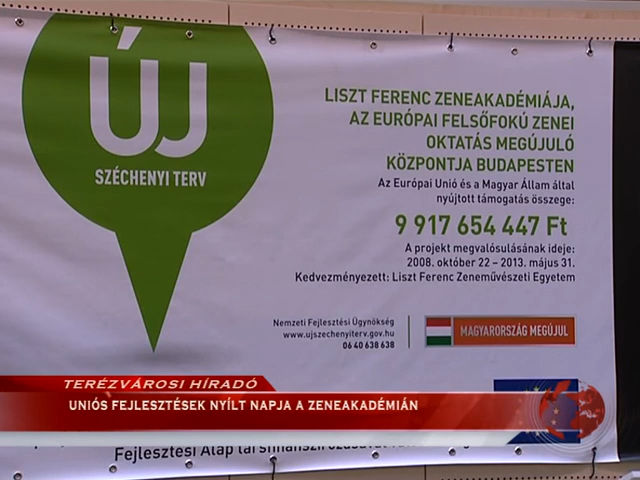 ÚJ
SZÉCHENYI TERV
LISZT FERENC ZENEAKADÉMIÁJA,
AZ EURÓPAI FELSŐFOKÚ ZENEI
OKTATÁS MEGÚJULÓ
KÖZPONTJA BUDAPESTEN
Az Európai Unió és a Magyar Állam által
nyújtott támogatás összege:
9 917 654 447 Ft
A projekt megvalósulásának ideje:
2008. október 22 – 2013. május 31.
Kedvezményezett: Liszt Ferenc Zeneművészeti Egyetem
Nemzeti Fejlesztési Ügynökség
www.ujszechenyiterv.gov.hu
06 40 638 638
MAGYARORSZÁG MEGÚJUL
TERÉZVÁROSI HÍRADÓ
UNIÓS FEJLESZTÉSEK NYÍLT NAPJA A ZENEAKADÉMIÁN
Fejlesztési Alap